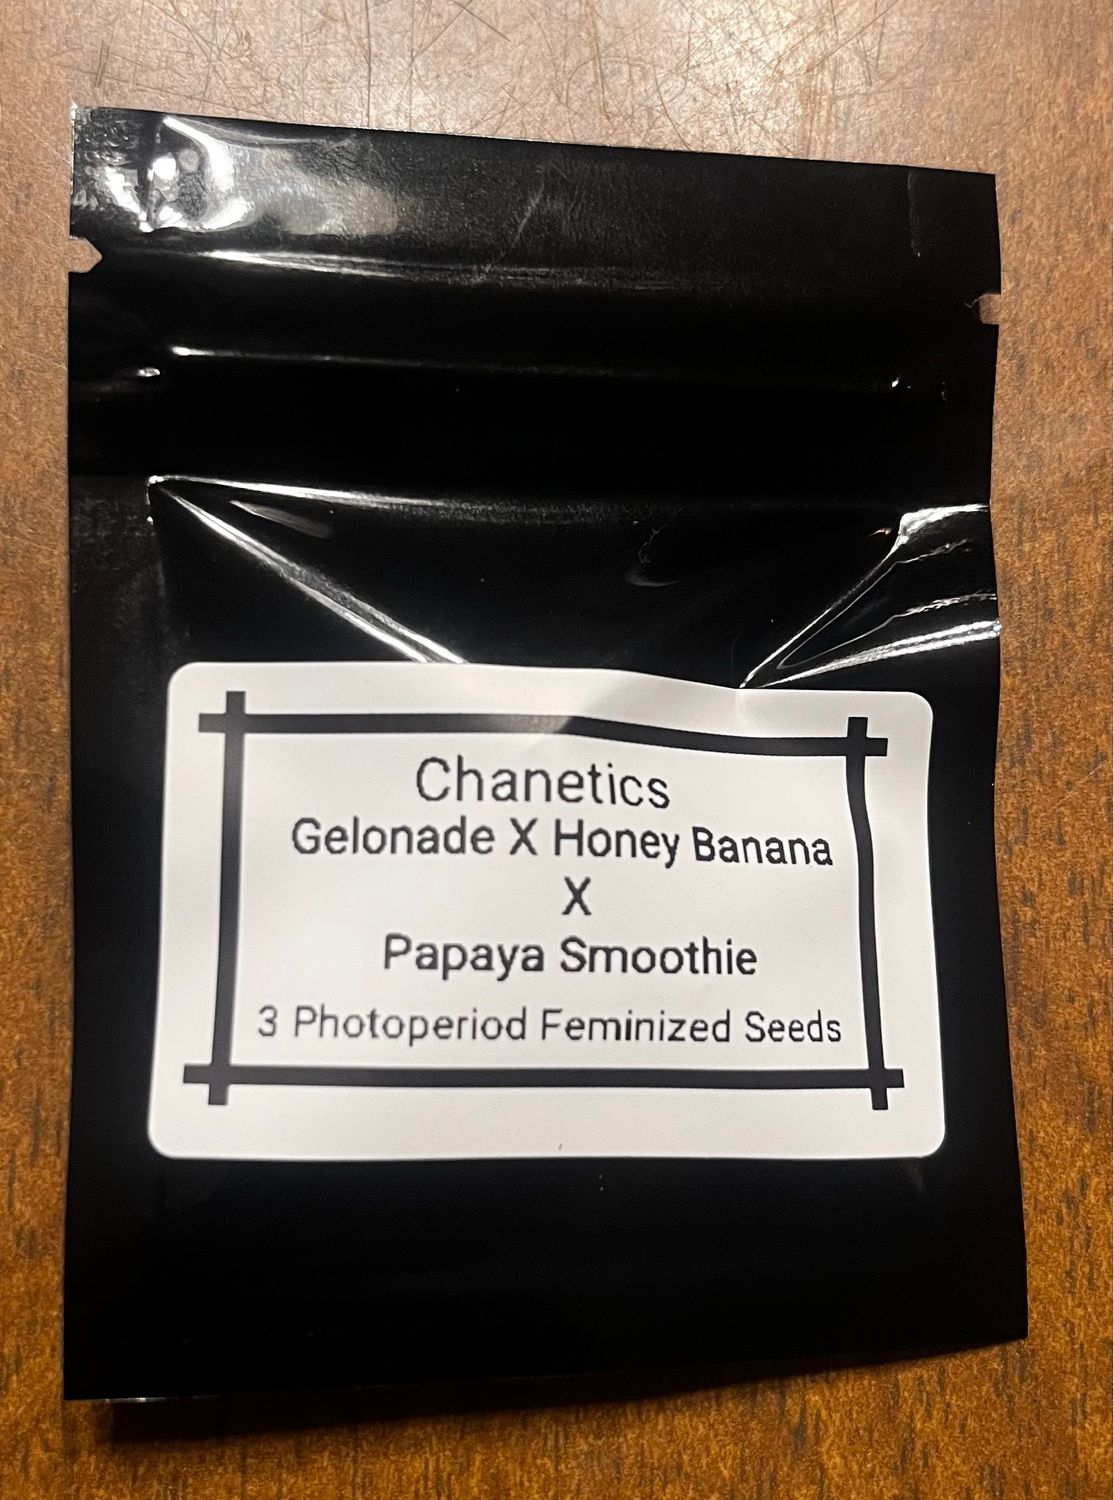 Chanetics
Gelonade X Honey Banana
X
Papaya Smoothie
3 Photoperiod Feminized Seeds